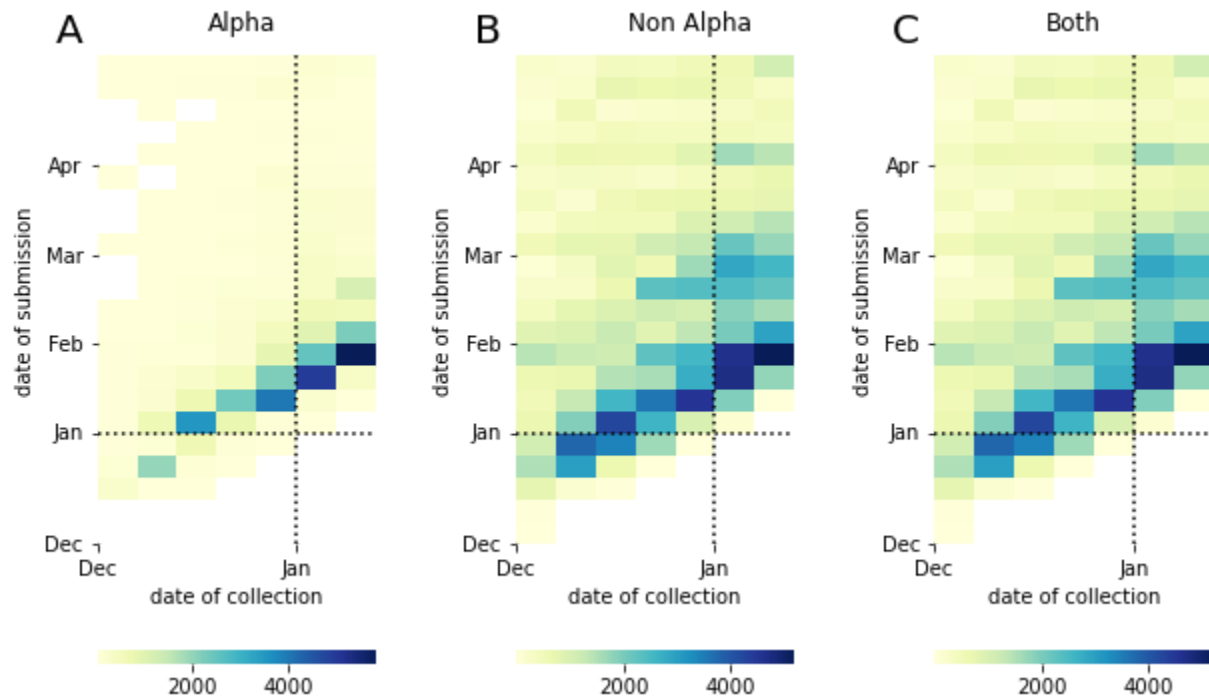 A Alpha B Non Alpha C Both
date of submission date of submission date of submission
Apr Apr Apr
Mar Mar Mar
Feb Feb Feb
Jan Jan Jan
Dec Dec Dec
Dec Jan Dec Jan Dec Jan
date of collection date of collection date of collection
2000 4000 2000 4000 2000 4000